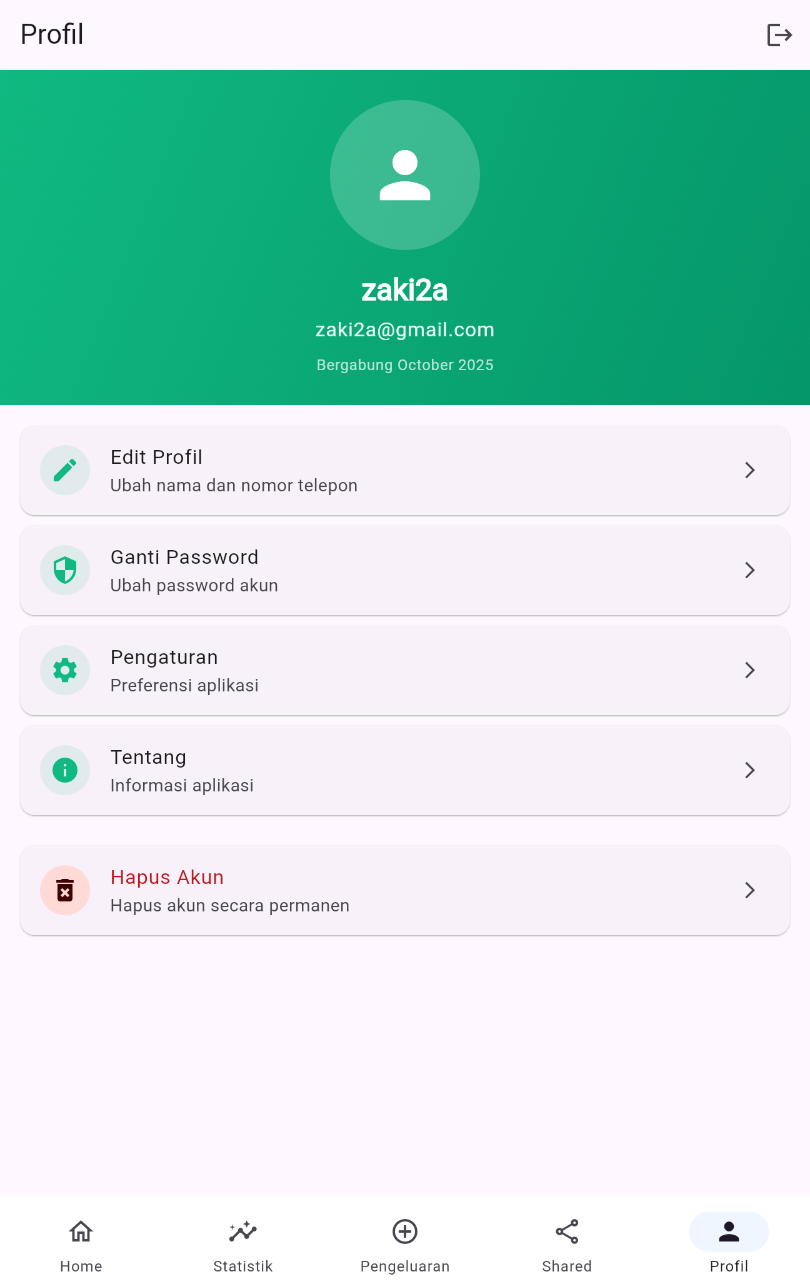 Profil
zaki2a
zaki2a@gmail.com
Bergabung October 2025
Edit Profil
Ubah nama dan nomor telepon
Ganti Password
Ubah password akun
Pengaturan
Preferensi aplikasi
Tentang
Informasi aplikasi
Hapus Akun
Hapus akun secara permanen
Home
Statistik
Pengeluaran
Shared
Profil